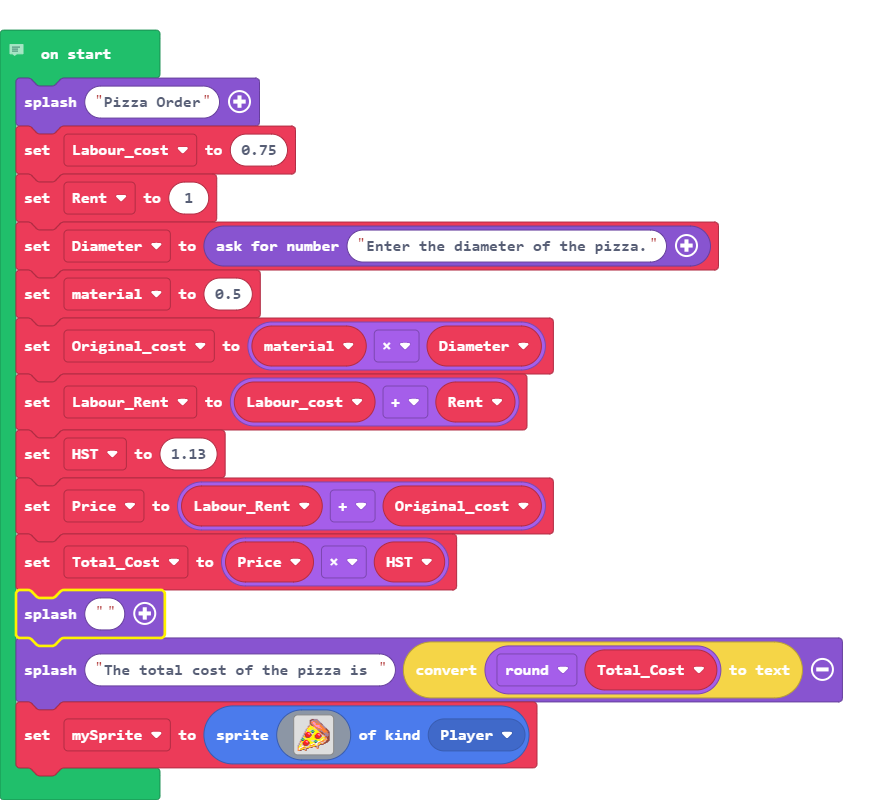 on start
splash "Pizza Order"
set Labour_cost to 0.75
set Rent to 1
set Diameter to ask for number "Enter the diameter of the pizza."
set material to 0.5
set Original_cost to material × Diameter
set Labour_Rent to Labour_cost + Rent
set HST to 1.13
set Price to Labour_Rent + Original_cost
set Total_Cost to Price × HST
splash " "
splash "The total cost of the pizza is " convert round Total_Cost to text
set mySprite to sprite of kind Player